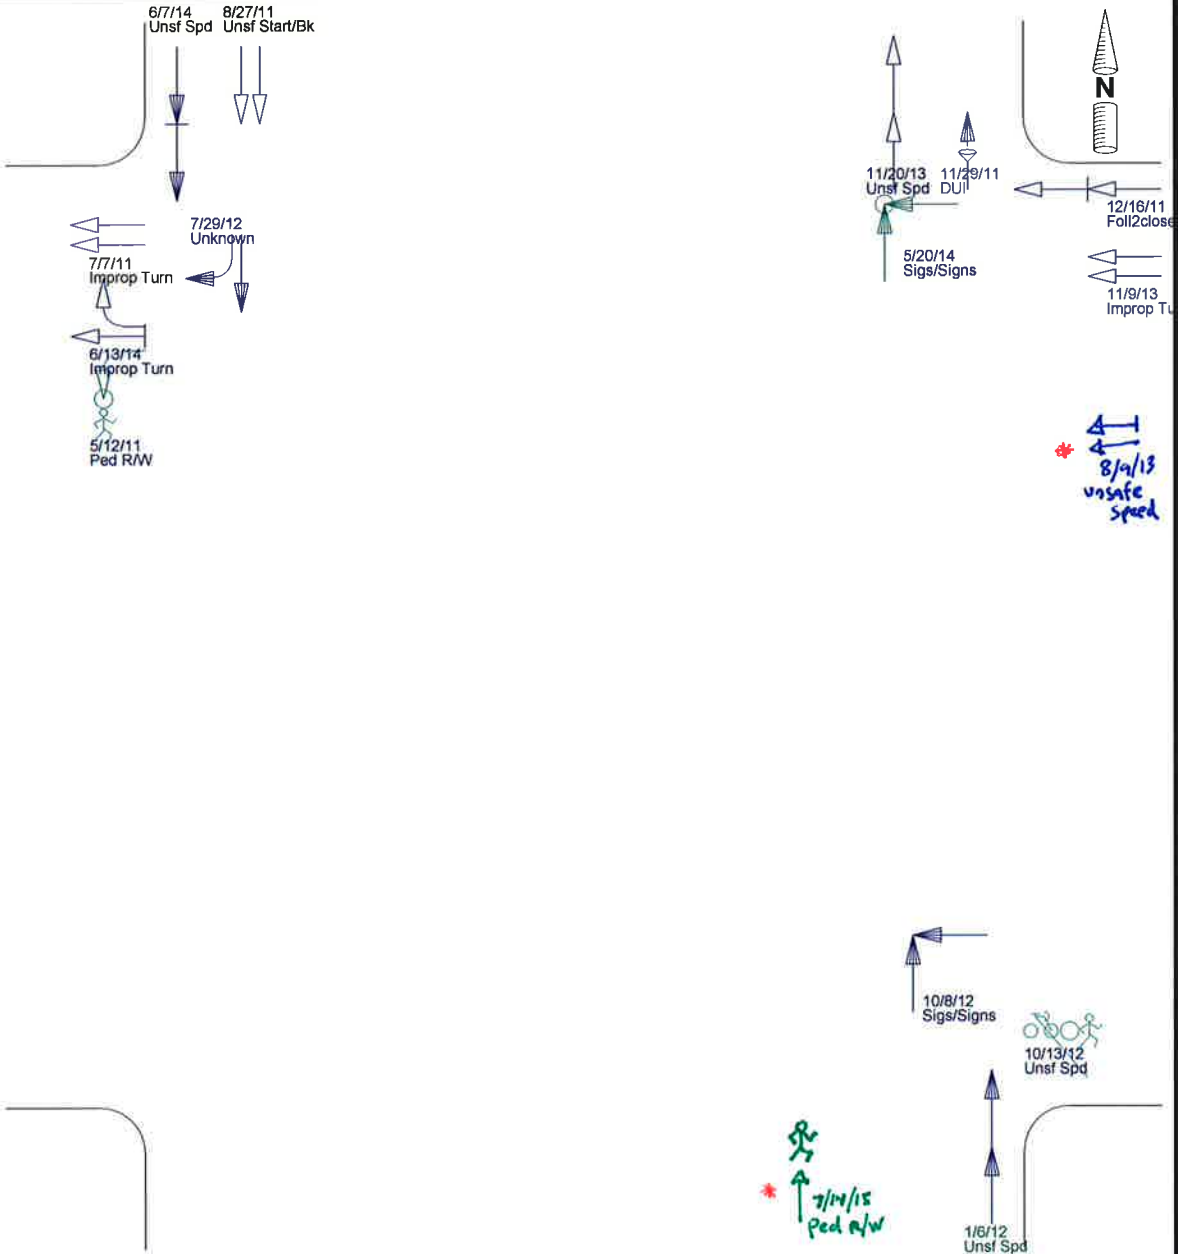 6/7/14
Unsf Spd
8/27/11
Unsf Start/Bk
N
11/20/13
Unsf Spd
11/29/11
DUI
12/16/11
Foll2close
7/29/12
Unknown
7/7/11
Improp Turn
5/20/14
Sigs/Signs
11/9/13
Improp Tu
6/13/14
Improp Turn
5/12/11
Ped R/W
8/9/13
unsafe
speed
10/8/12
Sigs/Signs
10/13/12
Unsf Spd
7/14/15
Ped R/W
1/6/12
Unsf Spd